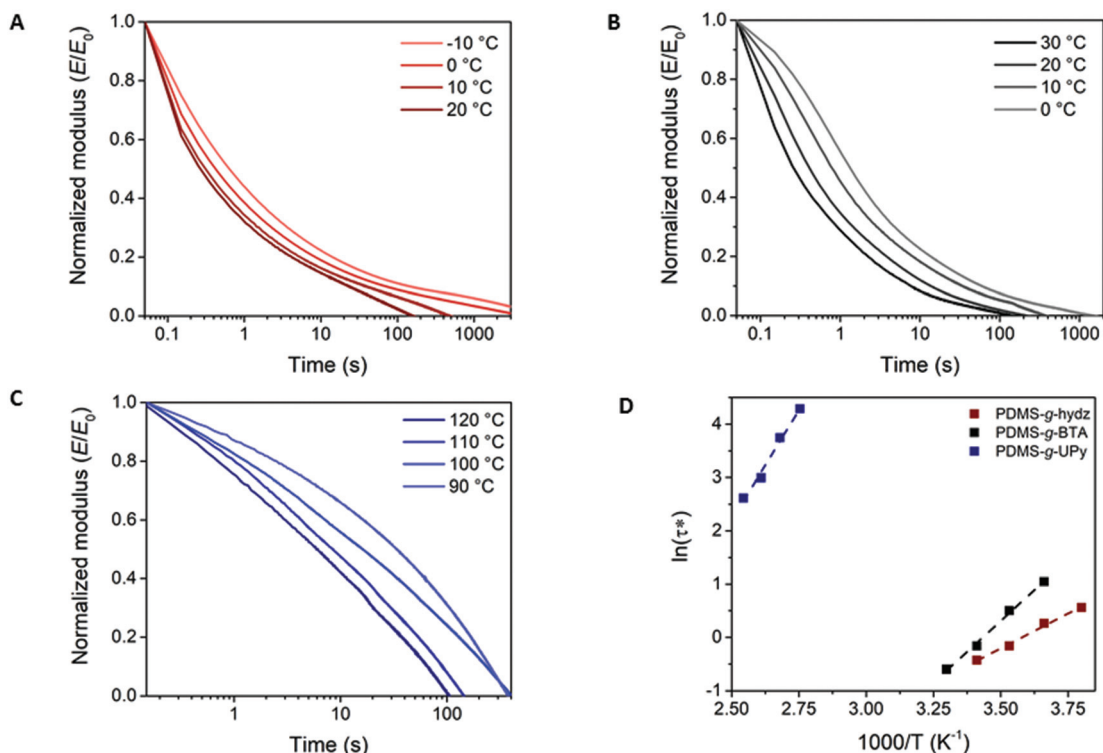 A
1.0
0.8
0.6
0.4
0.2
0.0
Normalized modulus (E/E₀)
-10 °C
0 °C
10 °C
20 °C
0.1 1 10 100 1000
Time (s)
B
1.0
0.8
0.6
0.4
0.2
0.0
Normalized modulus (E/E₀)
30 °C
20 °C
10 °C
0 °C
0.1 1 10 100 1000
Time (s)
C
1.0
0.8
0.6
0.4
0.2
0.0
Normalized modulus (E/E₀)
120 °C
110 °C
100 °C
90 °C
1 10 100
Time (s)
D
4
3
2
1
0
-1
ln(τ*)
PDMS-g-hydz
PDMS-g-BTA
PDMS-g-UPy
2.50 2.75 3.00 3.25 3.50 3.75
1000/T (K⁻¹)